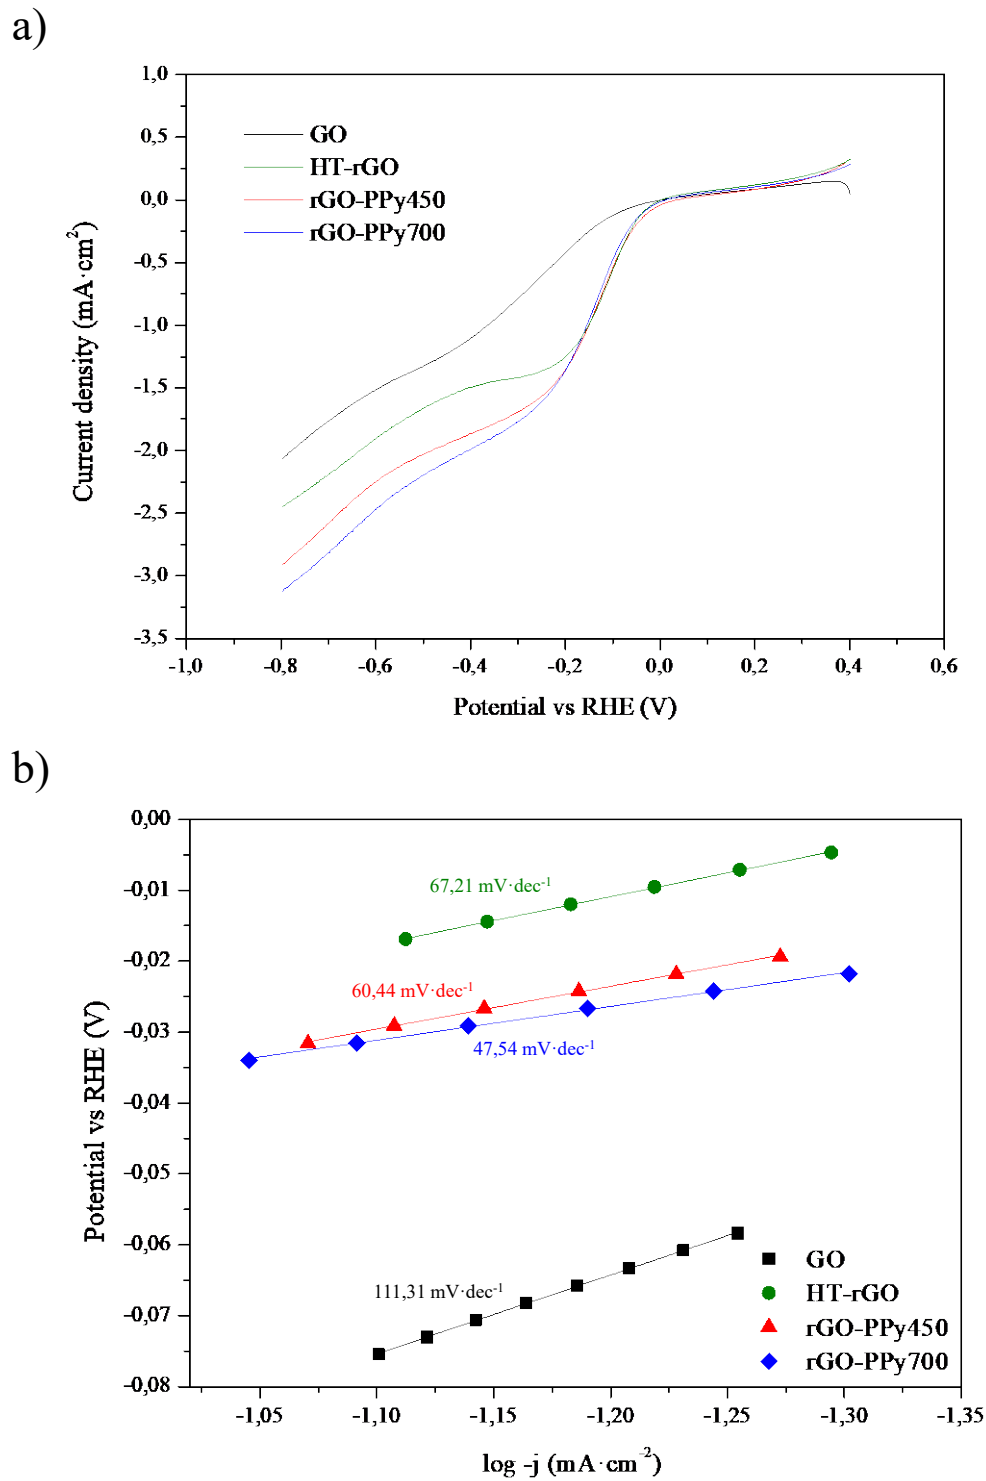 a)
1,0
0,5
0,0
-0,5
-1,0
-1,5
-2,0
-2,5
-3,0
-3,5
Current density (mA·cm²)
GO
HT-rGO
rGO-PPy450
rGO-PPy700
-1,0 -0,8 -0,6 -0,4 -0,2 0,0 0,2 0,4 0,6
Potential vs RHE (V)
b)
0,00
-0,01
-0,02
-0,03
-0,04
-0,05
-0,06
-0,07
-0,08
Potential vs RHE (V)
67,21 mV·dec⁻¹
60,44 mV·dec⁻¹
47,54 mV·dec⁻¹
111,31 mV·dec⁻¹
GO
HT-rGO
rGO-PPy450
rGO-PPy700
-1,05 -1,10 -1,15 -1,20 -1,25 -1,30 -1,35
log -j (mA·cm⁻²)